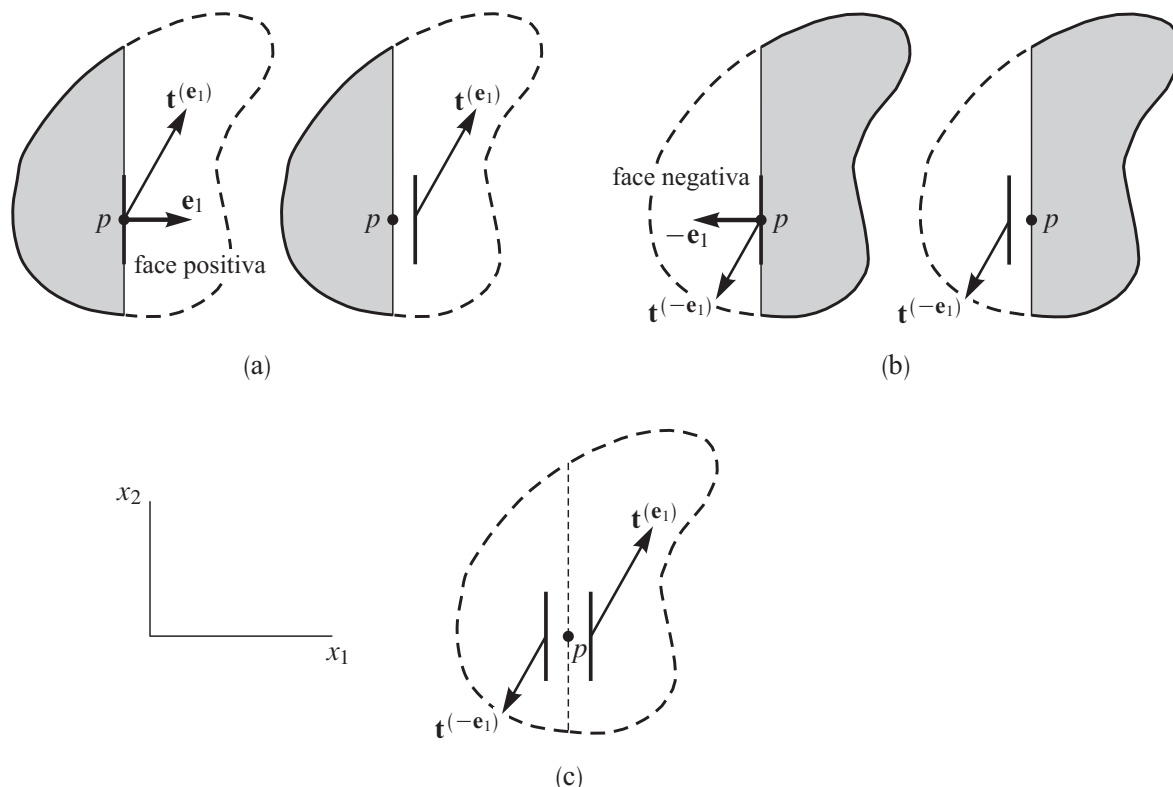 t^(e₁)
e₁
p
face positiva
t^(e₁)
p
(a)
face negativa
p
−e₁
t^(−e₁)
p
t^(−e₁)
(b)
x₂
x₁
t^(e₁)
p
t^(−e₁)
(c)